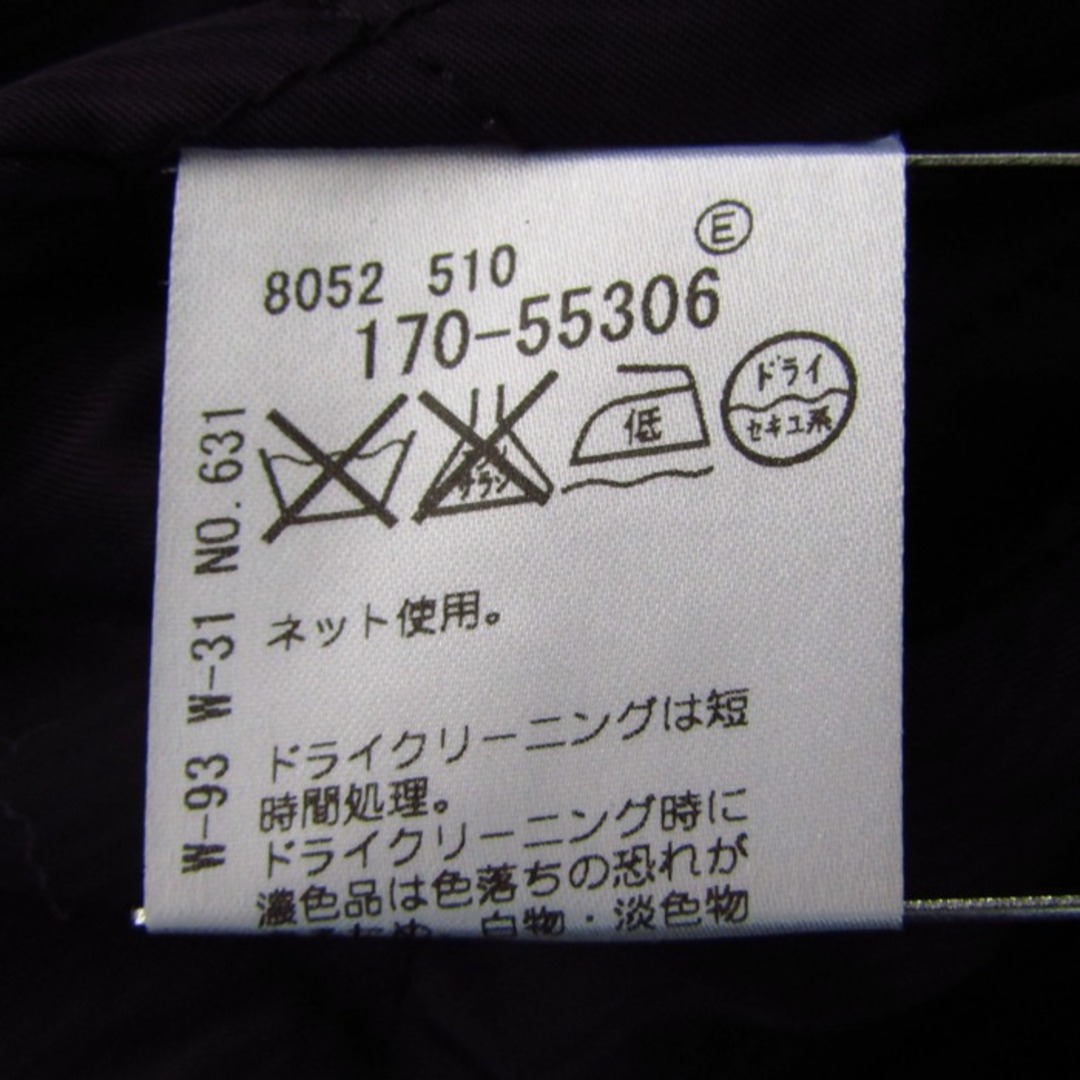 E
8052 510
170-55306
低
ドライ
セキユ系
サラシ
ネット使用。
ドライクリーニングは短
時間処理。
ドライクリーニング時に
濃色品は色落ちの恐れが
白物・淡色物
W-93 W-31 NO.631